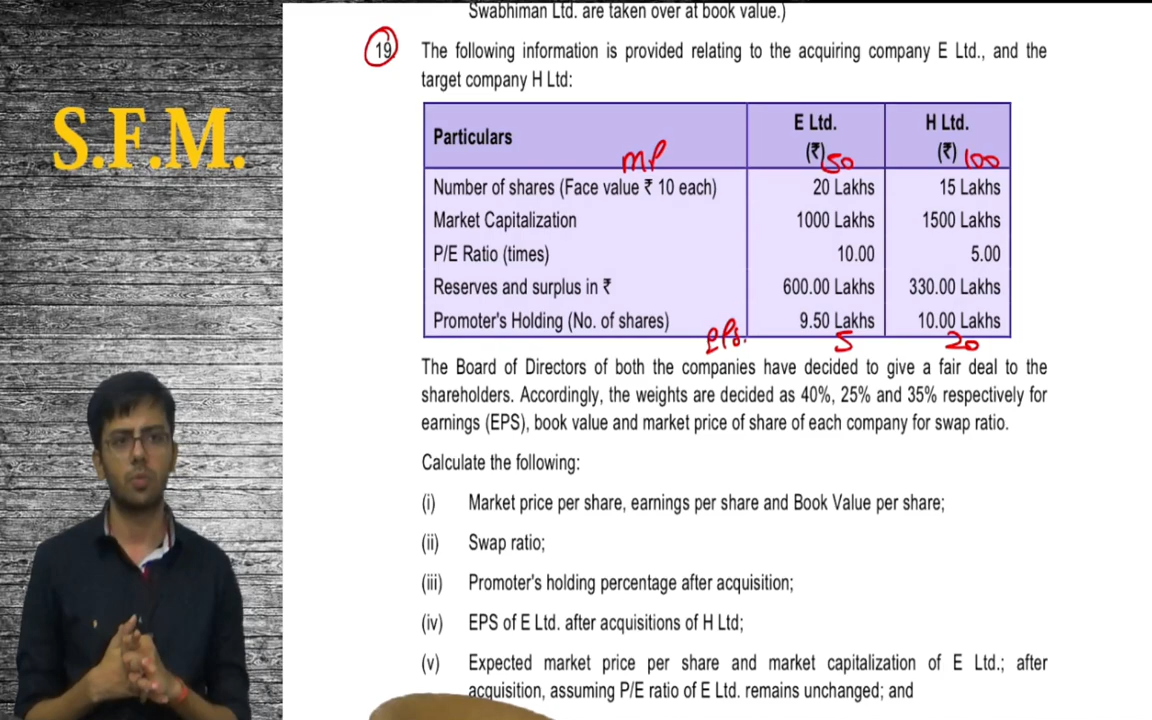 Swabhiman Ltd. are taken over at book value.)
S.F.M.
19 The following information is provided relating to the acquiring company E Ltd., and the
target company H Ltd:
Particulars E Ltd. (₹) H Ltd. (₹)
MP 50 100
Number of shares (Face value ₹ 10 each) 20 Lakhs 15 Lakhs
Market Capitalization 1000 Lakhs 1500 Lakhs
P/E Ratio (times) 10.00 5.00
Reserves and surplus in ₹ 600.00 Lakhs 330.00 Lakhs
Promoter's Holding (No. of shares) 9.50 Lakhs 10.00 Lakhs
EPS. 5 20
The Board of Directors of both the companies have decided to give a fair deal to the
shareholders. Accordingly, the weights are decided as 40%, 25% and 35% respectively for
earnings (EPS), book value and market price of share of each company for swap ratio.
Calculate the following:
(i) Market price per share, earnings per share and Book Value per share;
(ii) Swap ratio;
(iii) Promoter's holding percentage after acquisition;
(iv) EPS of E Ltd. after acquisitions of H Ltd;
(v) Expected market price per share and market capitalization of E Ltd.; after
acquisition, assuming P/E ratio of E Ltd. remains unchanged; and